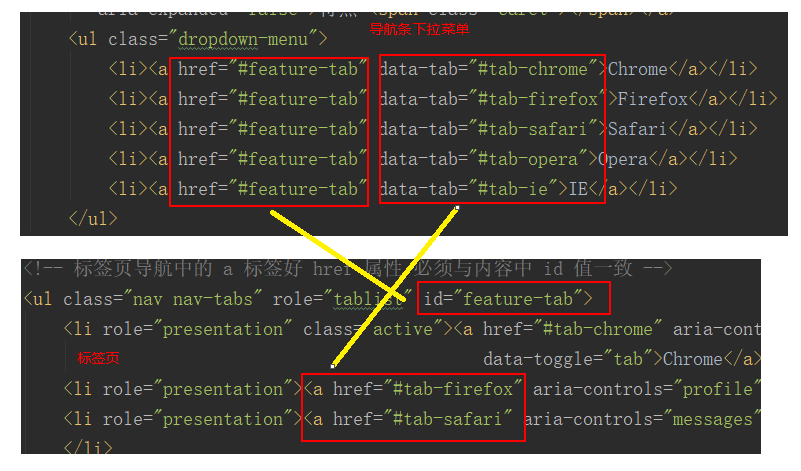 aria-expanded="false">特点 <span class="caret"></span></a>
<ul class="dropdown-menu">
导航条下拉菜单
<li><a href="#feature-tab" data-tab="#tab-chrome">Chrome</a></li>
<li><a href="#feature-tab" data-tab="#tab-firefox">Firefox</a></li>
<li><a href="#feature-tab" data-tab="#tab-safari">Safari</a></li>
<li><a href="#feature-tab" data-tab="#tab-opera">Opera</a></li>
<li><a href="#feature-tab" data-tab="#tab-ie">IE</a></li>
</ul>
<!-- 标签页导航中的 a 标签好 href 属性 必须与内容中 id 值一致 -->
<ul class="nav nav-tabs" role="tablist" id="feature-tab">
<li role="presentation" class="active"><a href="#tab-chrome" aria-cont
标签页
data-toggle="tab">Chrome</a>
<li role="presentation"><a href="#tab-firefox" aria-controls="profile"
<li role="presentation"><a href="#tab-safari" aria-controls="messages"
</li>